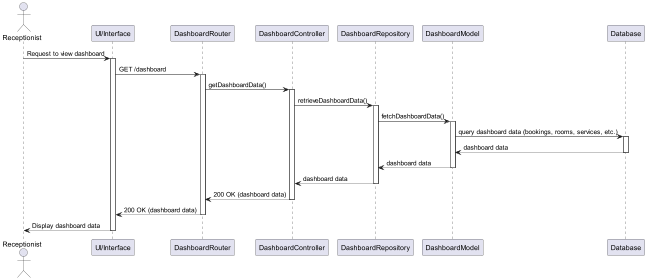 Receptionist
UI/Interface
DashboardRouter
DashboardController
DashboardRepository
DashboardModel
Database
Request to view dashboard
GET /dashboard
getDashboardData()
retrieveDashboardData()
fetchDashboardData()
query dashboard data (bookings, rooms, services, etc.)
dashboard data
dashboard data
dashboard data
200 OK (dashboard data)
200 OK (dashboard data)
Display dashboard data
Receptionist
UI/Interface
DashboardRouter
DashboardController
DashboardRepository
DashboardModel
Database